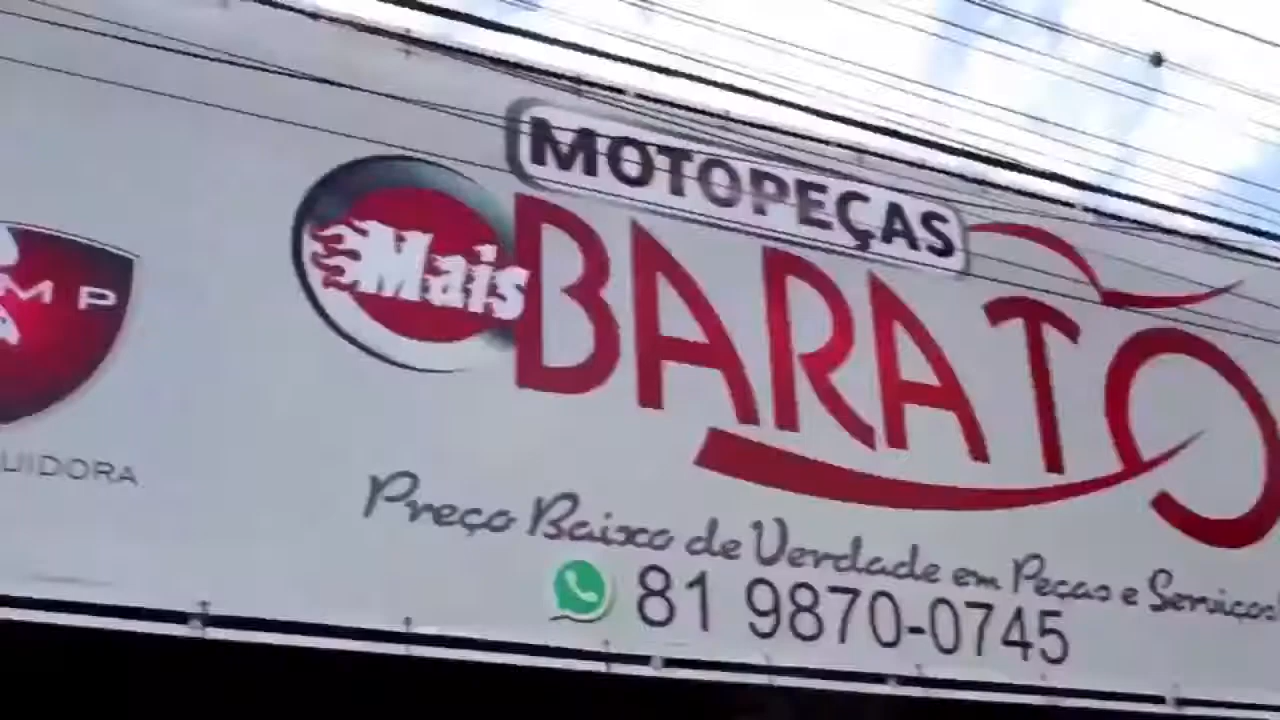 MOTOPEÇAS
Mais BARATO
MP
UIDORA
Preço Baixo de Verdade em Peças e Serviços
81 9870-0745